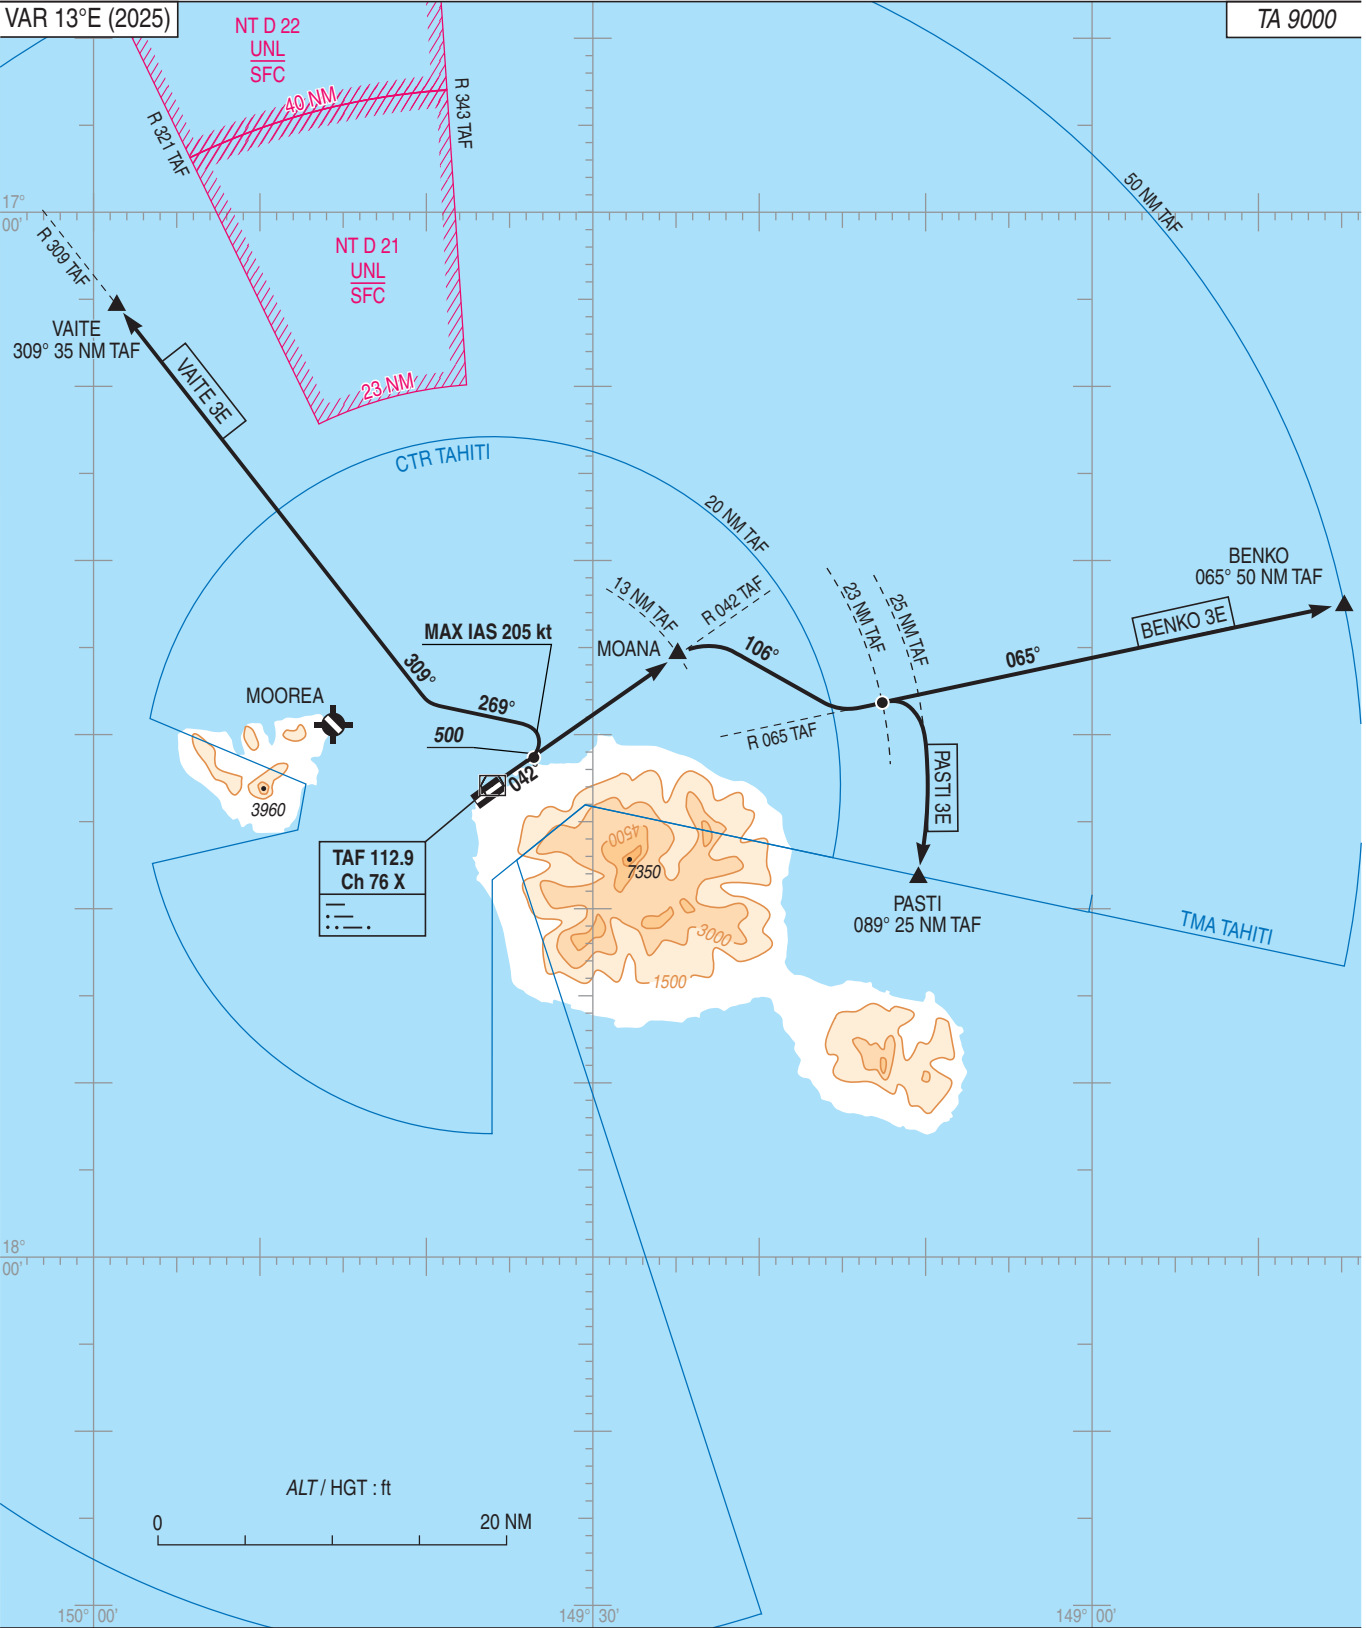 VAR 13°E (2025)
TA 9000
NT D 22
UNL
SFC
40 NM
R 321 TAF
R 343 TAF
50 NM TAF
17°
00'
R 309 TAF
NT D 21
UNL
SFC
VAITE
309° 35 NM TAF
VAITE 3E
23 NM
CTR TAHITI
20 NM TAF
BENKO
065° 50 NM TAF
13 NM TAF
R 042 TAF
23 NM TAF
25 NM TAF
BENKO 3E
MAX IAS 205 kt
MOANA
106°
065°
309°
MOOREA
269°
500
R 065 TAF
042°
PASTI 3E
3960
4500
7350
TAF 112.9
Ch 76 X
PASTI
089° 25 NM TAF
TMA TAHITI
3000
1500
18°
00'
ALT / HGT : ft
0
20 NM
150° 00'
149° 30'
149° 00'